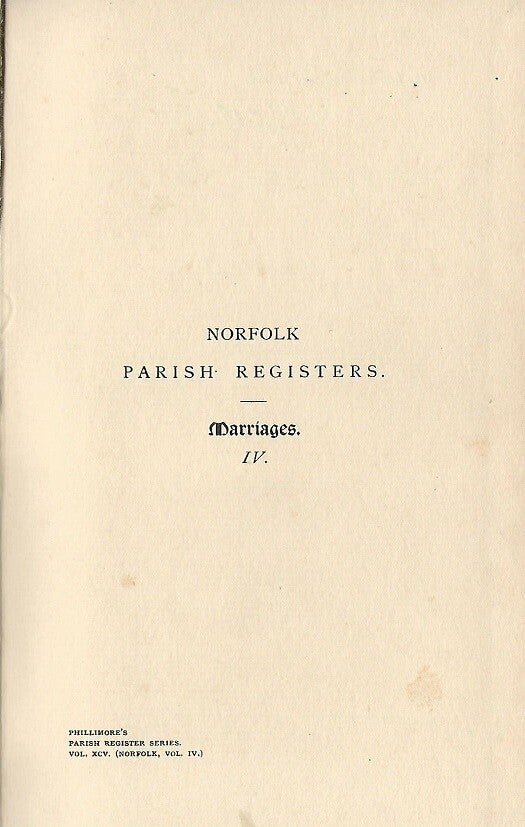 NORFOLK
PARISH REGISTERS.
Marriages.
IV.
PHILLIMORE'S
PARISH REGISTER SERIES.
VOL. XCV. (NORFOLK, VOL. IV.)